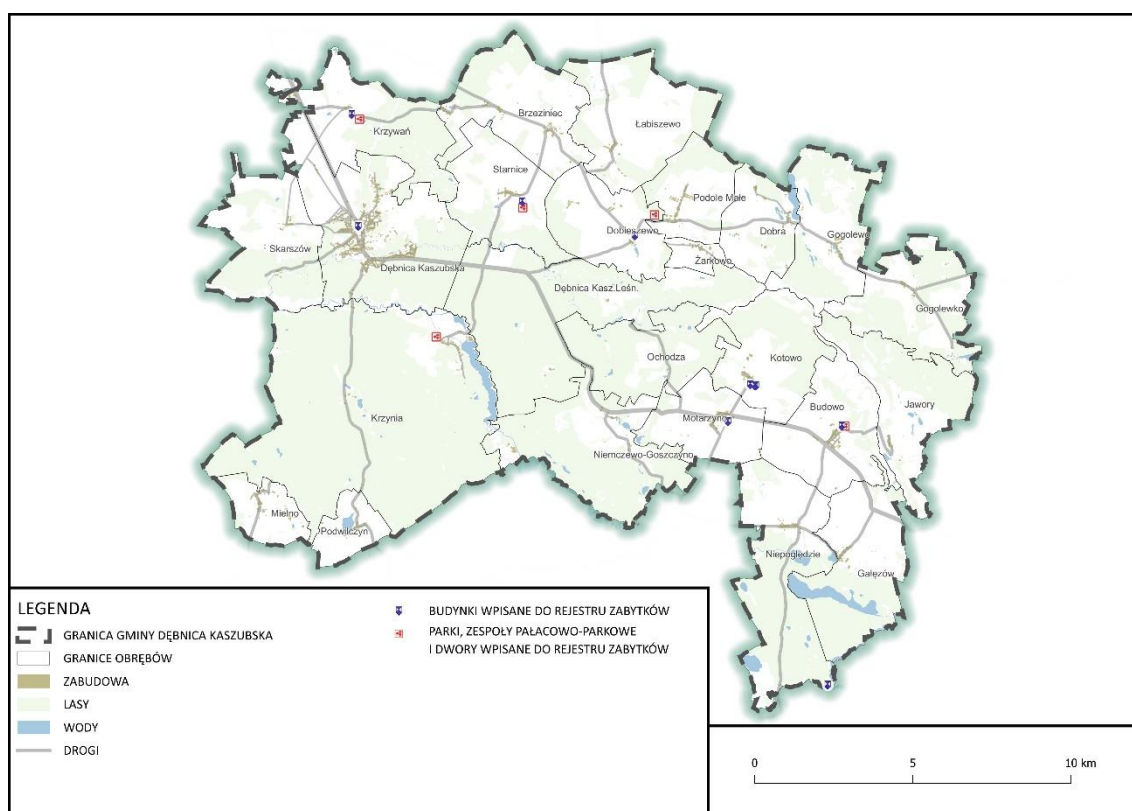 Brzeziniec
Łabiszewo
Krzywań
Starnice
Podole Małe
Dobieszewo
Dobra
Gogolewo
Skarszów
Żarkowo
Dębnica Kaszubska
Dębnica Kasz.Leśn.
Gogolewko
Ochodza
Kotowo
Krzynia
Motarzyno
Budowo
Jawory
Niemczewo-Goszczyno
Mielno
Podwilczyn
Niepoględzie
Gałęzów
LEGENDA
GRANICA GMINY DĘBNICA KASZUBSKA
GRANICE OBRĘBÓW
ZABUDOWA
LASY
WODY
DROGI
BUDYNKI WPISANE DO REJESTRU ZABYTKÓW
PARKI, ZESPOŁY PAŁACOWO-PARKOWE
I DWORY WPISANE DO REJESTRU ZABYTKÓW
0 5 10 km